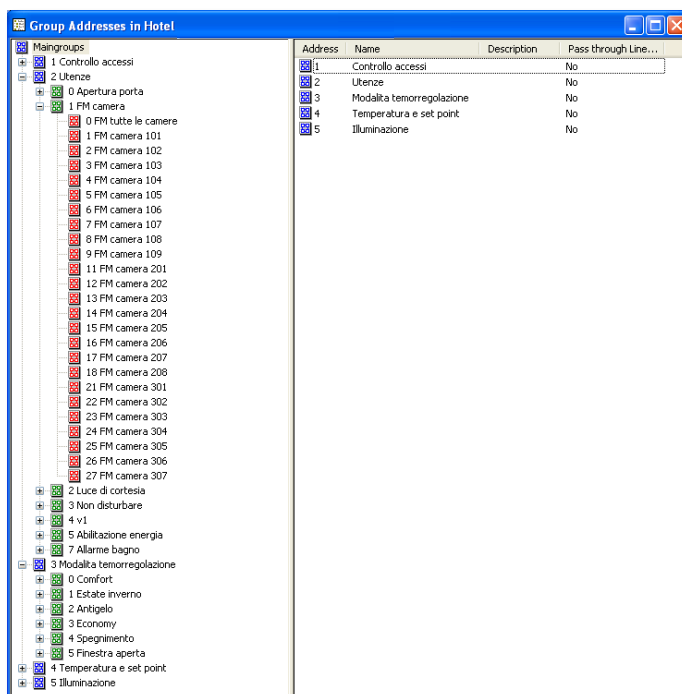 Group Addresses in Hotel
Maingroups
1 Controllo accessi
2 Utenze
0 Apertura porta
1 FM camera
0 FM tutte le camere
1 FM camera 101
2 FM camera 102
3 FM camera 103
4 FM camera 104
5 FM camera 105
6 FM camera 106
7 FM camera 107
8 FM camera 108
9 FM camera 109
11 FM camera 201
12 FM camera 202
13 FM camera 203
14 FM camera 204
15 FM camera 205
16 FM camera 206
17 FM camera 207
18 FM camera 208
21 FM camera 301
22 FM camera 302
23 FM camera 303
24 FM camera 304
25 FM camera 305
26 FM camera 306
27 FM camera 307
2 Luce di cortesia
3 Non disturbare
4 v1
5 Abilitazione energia
7 Allarme bagno
3 Modalita temorregolazione
0 Comfort
1 Estate inverno
2 Antigelo
3 Economy
4 Spegnimento
5 Finestra aperta
4 Temperatura e set point
5 Illuminazione
Address Name Description Pass through Line...
1 Controllo accessi No
2 Utenze No
3 Modalita temorregolazione No
4 Temperatura e set point No
5 Illuminazione No